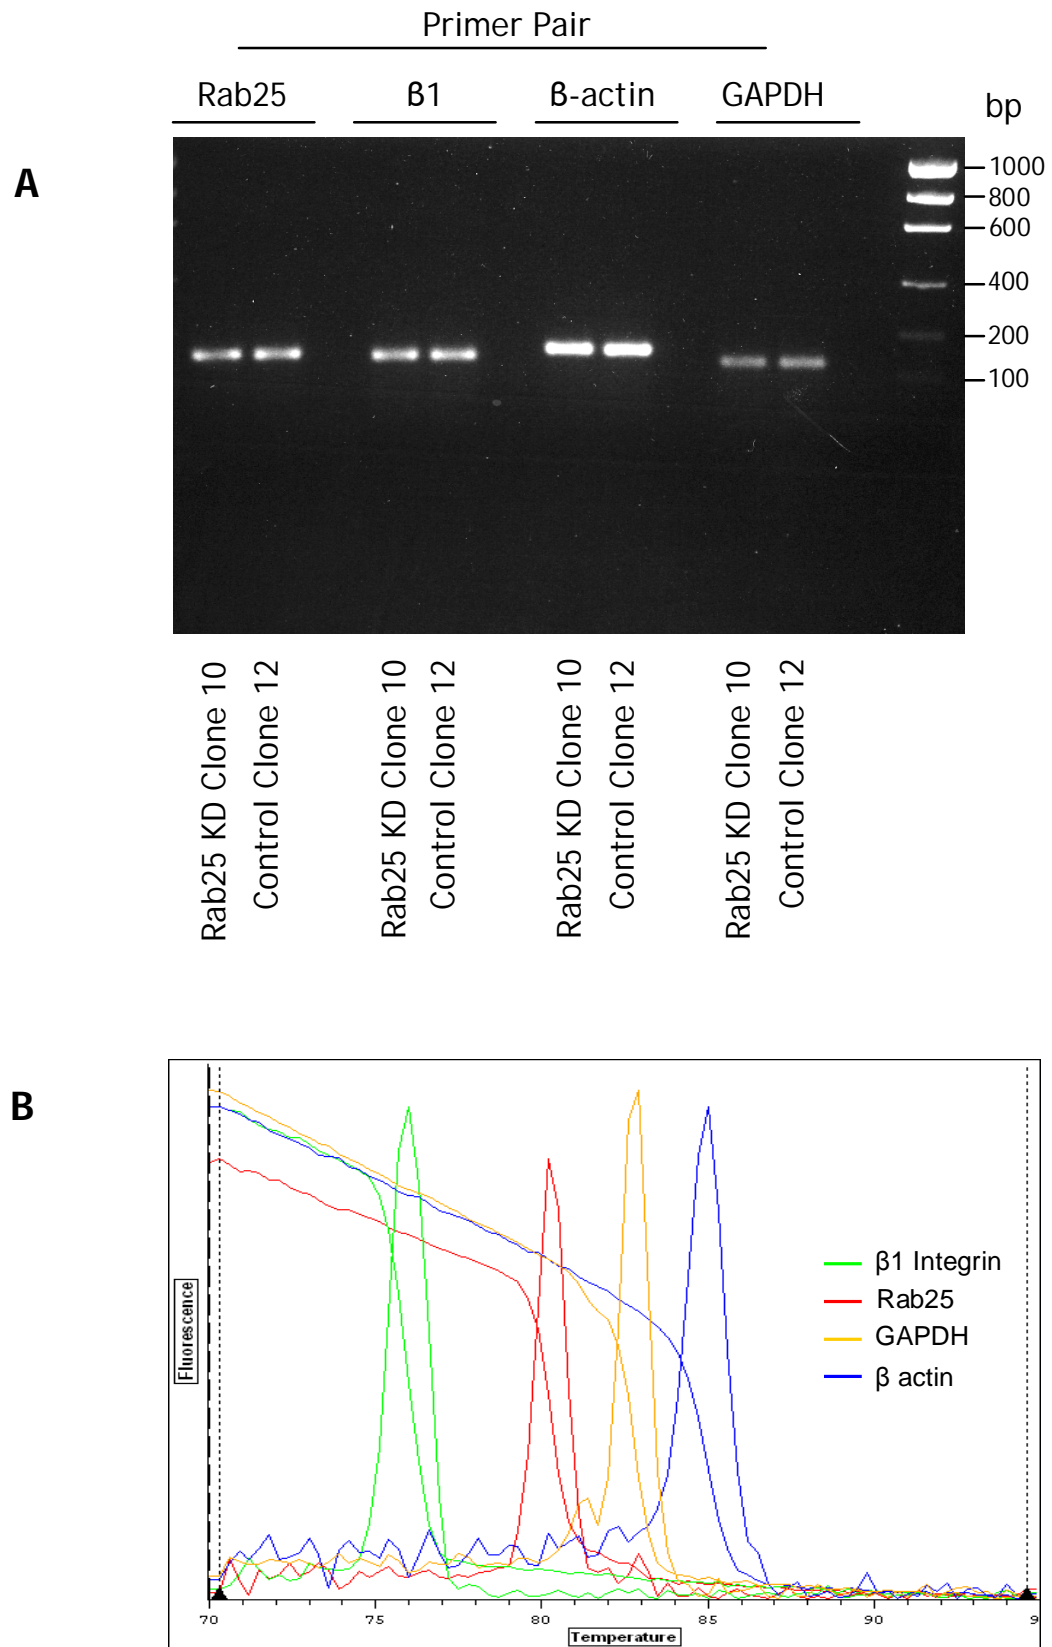 Primer Pair
Rab25 β1 β-actin GAPDH bp
A
1000
800
600
400
200
100
Rab25 KD Clone 10
Control Clone 12
Rab25 KD Clone 10
Control Clone 12
Rab25 KD Clone 10
Control Clone 12
Rab25 KD Clone 10
Control Clone 12
B
Fluorescence
β1 Integrin
Rab25
GAPDH
β actin
70 75 80 85 90 9
Temperature